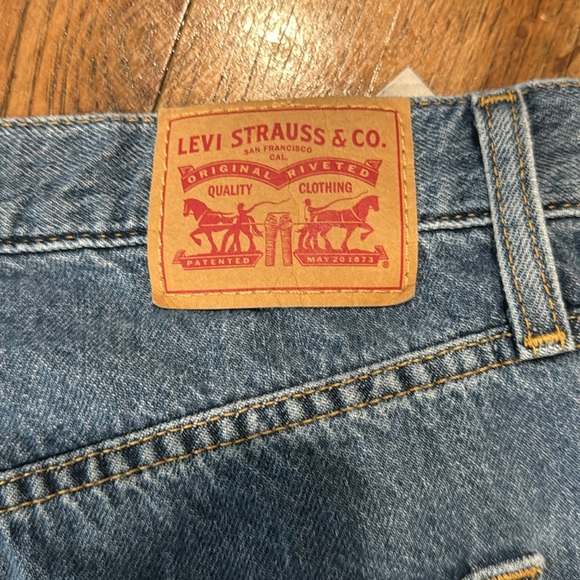 LEVI STRAUSS & CO.
SAN FRANCISCO
CAL.
ORIGINAL RIVETED
QUALITY CLOTHING
PATENTED MAY 20 1873 ®